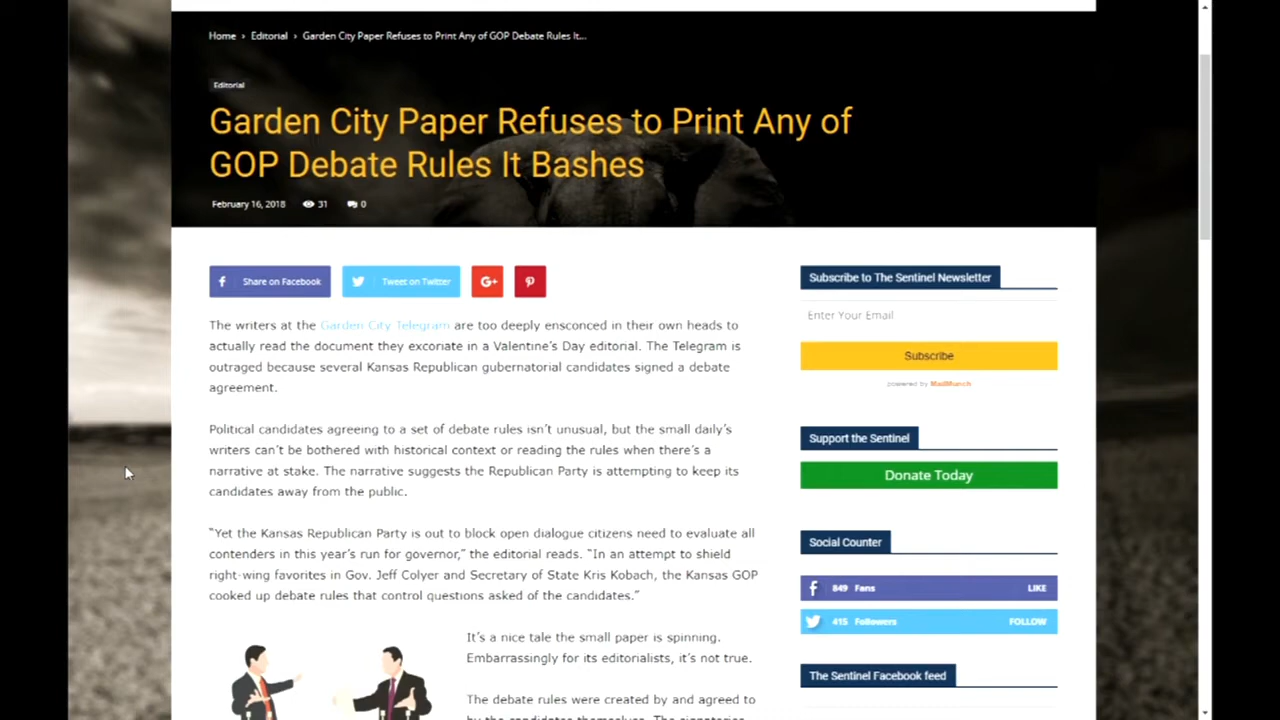 Home › Editorial › Garden City Paper Refuses to Print Any of GOP Debate Rules It...
Editorial
Garden City Paper Refuses to Print Any of
GOP Debate Rules It Bashes
February 16, 2018 31 0
Share on Facebook
Tweet on Twitter
G+
The writers at the Garden City Telegram are too deeply ensconced in their own heads to
actually read the document they excoriate in a Valentine's Day editorial. The Telegram is
outraged because several Kansas Republican gubernatorial candidates signed a debate
agreement.
Political candidates agreeing to a set of debate rules isn't unusual, but the small daily's
writers can't be bothered with historical context or reading the rules when there's a
narrative at stake. The narrative suggests the Republican Party is attempting to keep its
candidates away from the public.
"Yet the Kansas Republican Party is out to block open dialogue citizens need to evaluate all
contenders in this year's run for governor," the editorial reads. "In an attempt to shield
right-wing favorites in Gov. Jeff Colyer and Secretary of State Kris Kobach, the Kansas GOP
cooked up debate rules that control questions asked of the candidates."
It's a nice tale the small paper is spinning.
Embarrassingly for its editorialists, it's not true.
The debate rules were created by and agreed to
by the candidates themselves. The signatories
Subscribe to The Sentinel Newsletter
Enter Your Email
Subscribe
powered by MailMunch
Support the Sentinel
Donate Today
Social Counter
849 Fans LIKE
415 Followers FOLLOW
The Sentinel Facebook feed